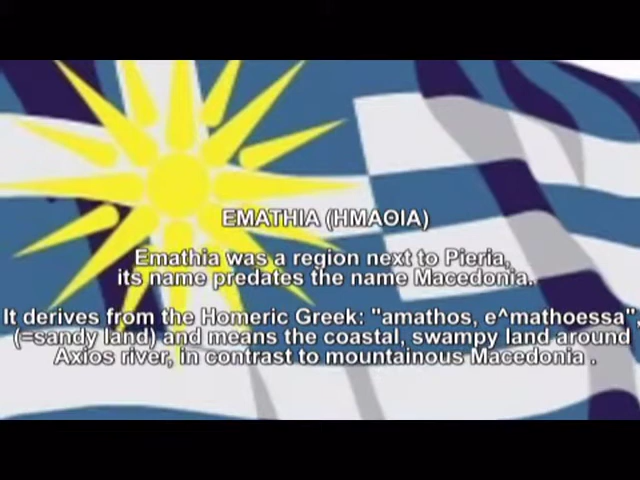 EMATHIA (ΗΜΑΘΙΑ)
Emathia was a region next to Pieria,
its name predates the name Macedonia.
It derives from the Homeric Greek: "amathos, e^mathoessa",
(=sandy land) and means the coastal, swampy land around
Axios river, in contrast to mountainous Macedonia .